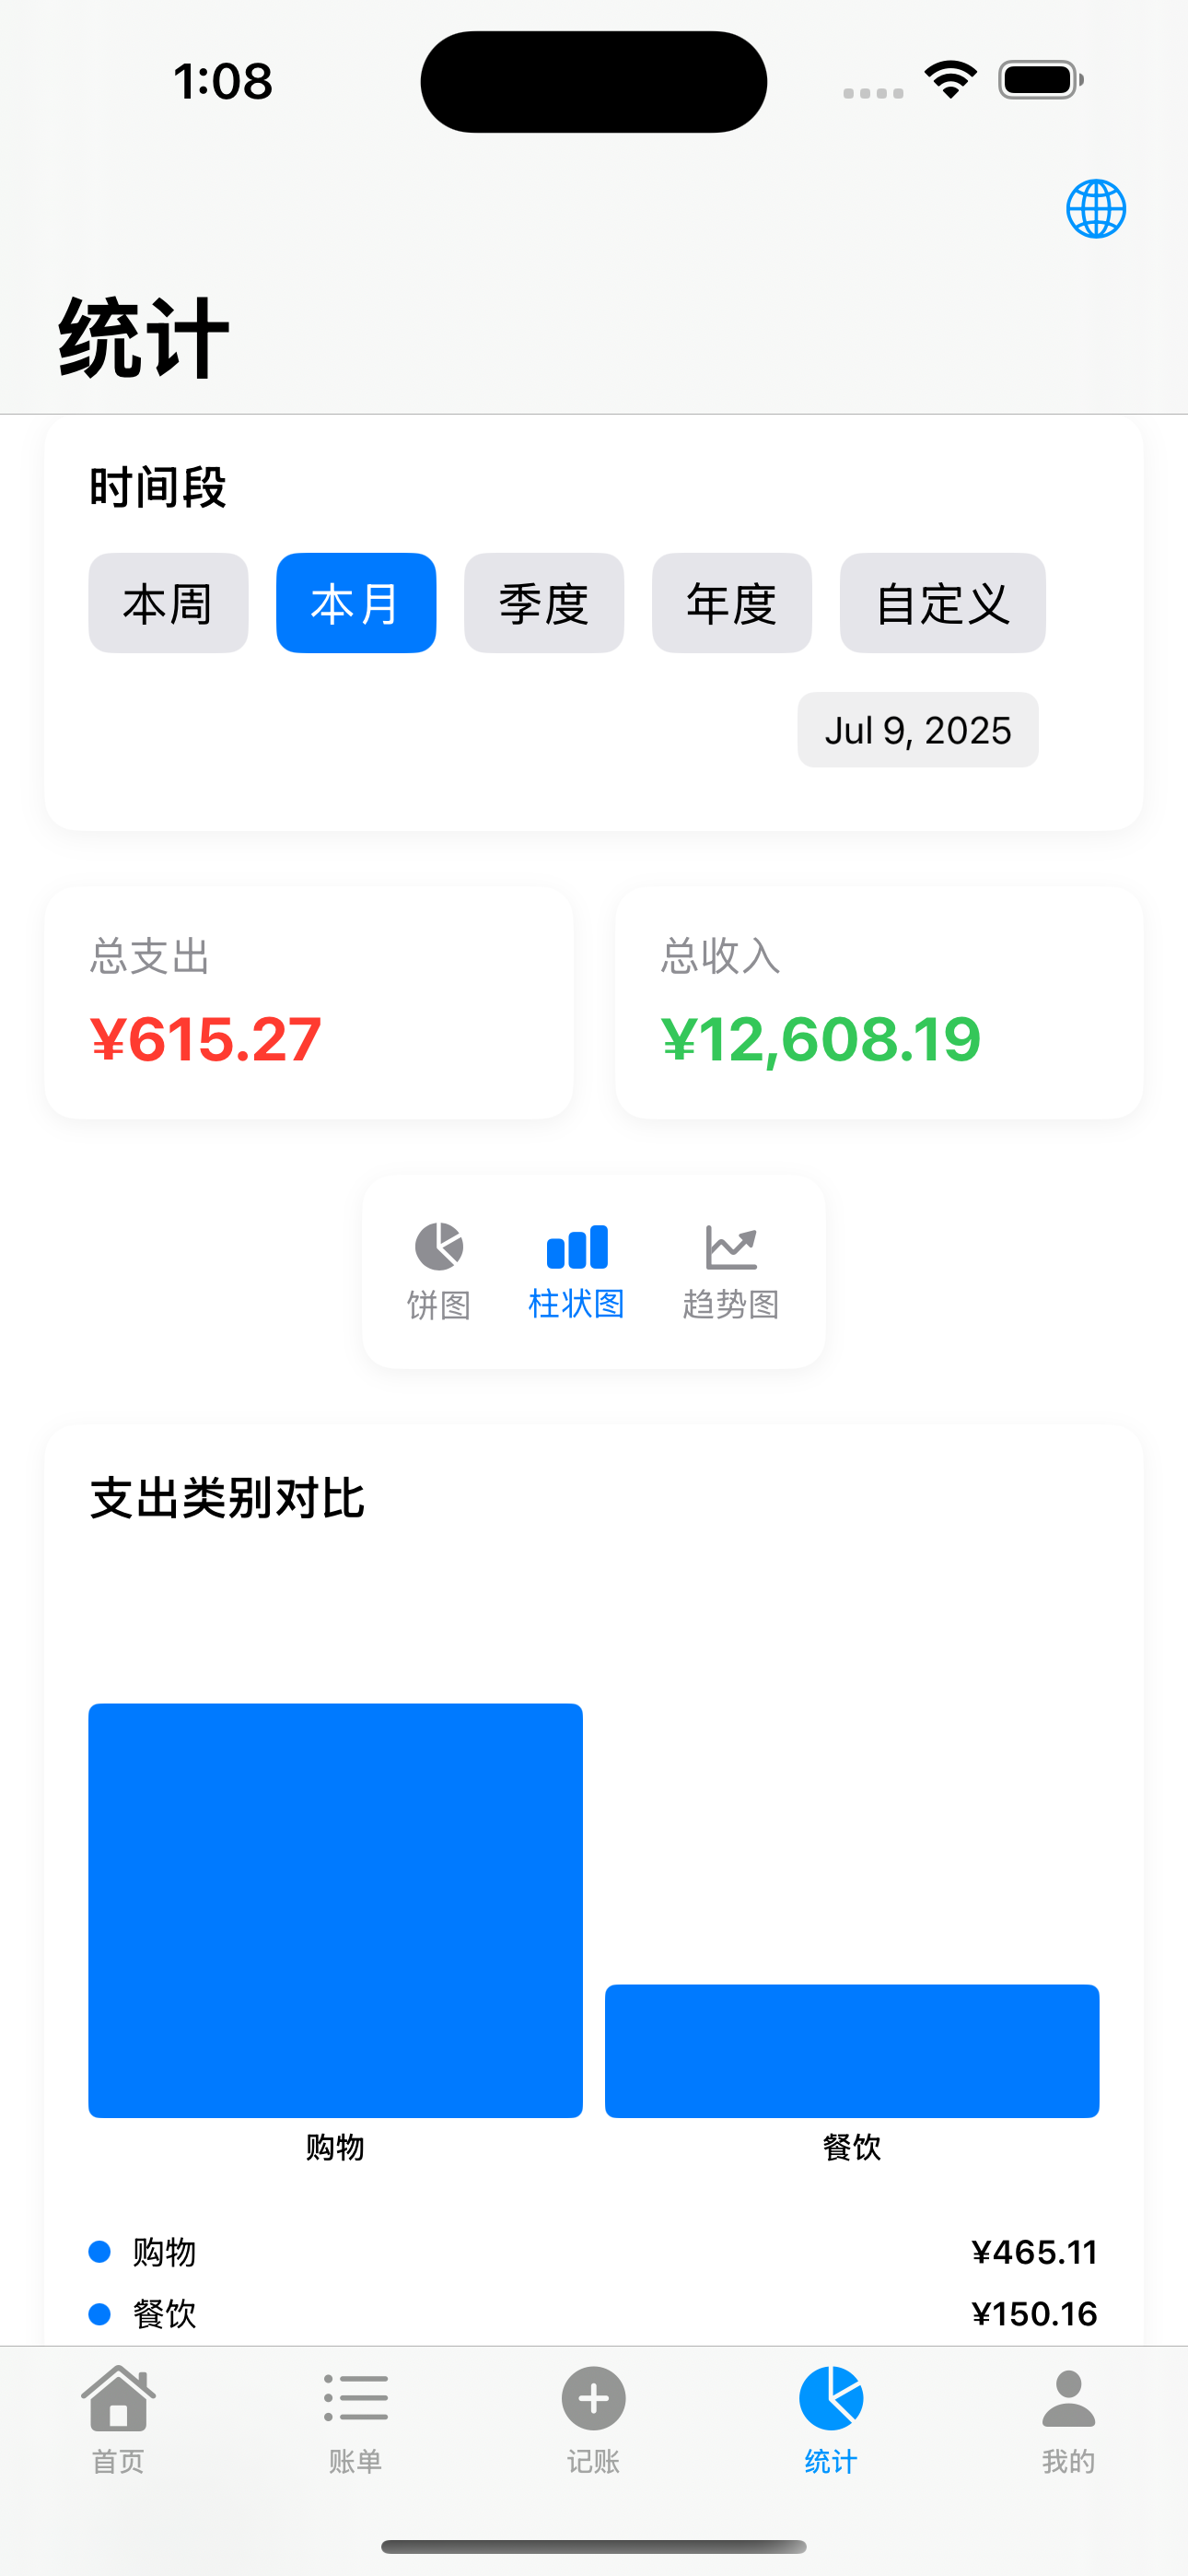 1:08
统计
时间段
本周 本月 季度 年度 自定义
Jul 9, 2025
总支出 总收入
¥615.27 ¥12,608.19
饼图 柱状图 趋势图
支出类别对比
购物 餐饮
购物 ¥465.11
餐饮 ¥150.16
首页 账单 记账 统计 我的